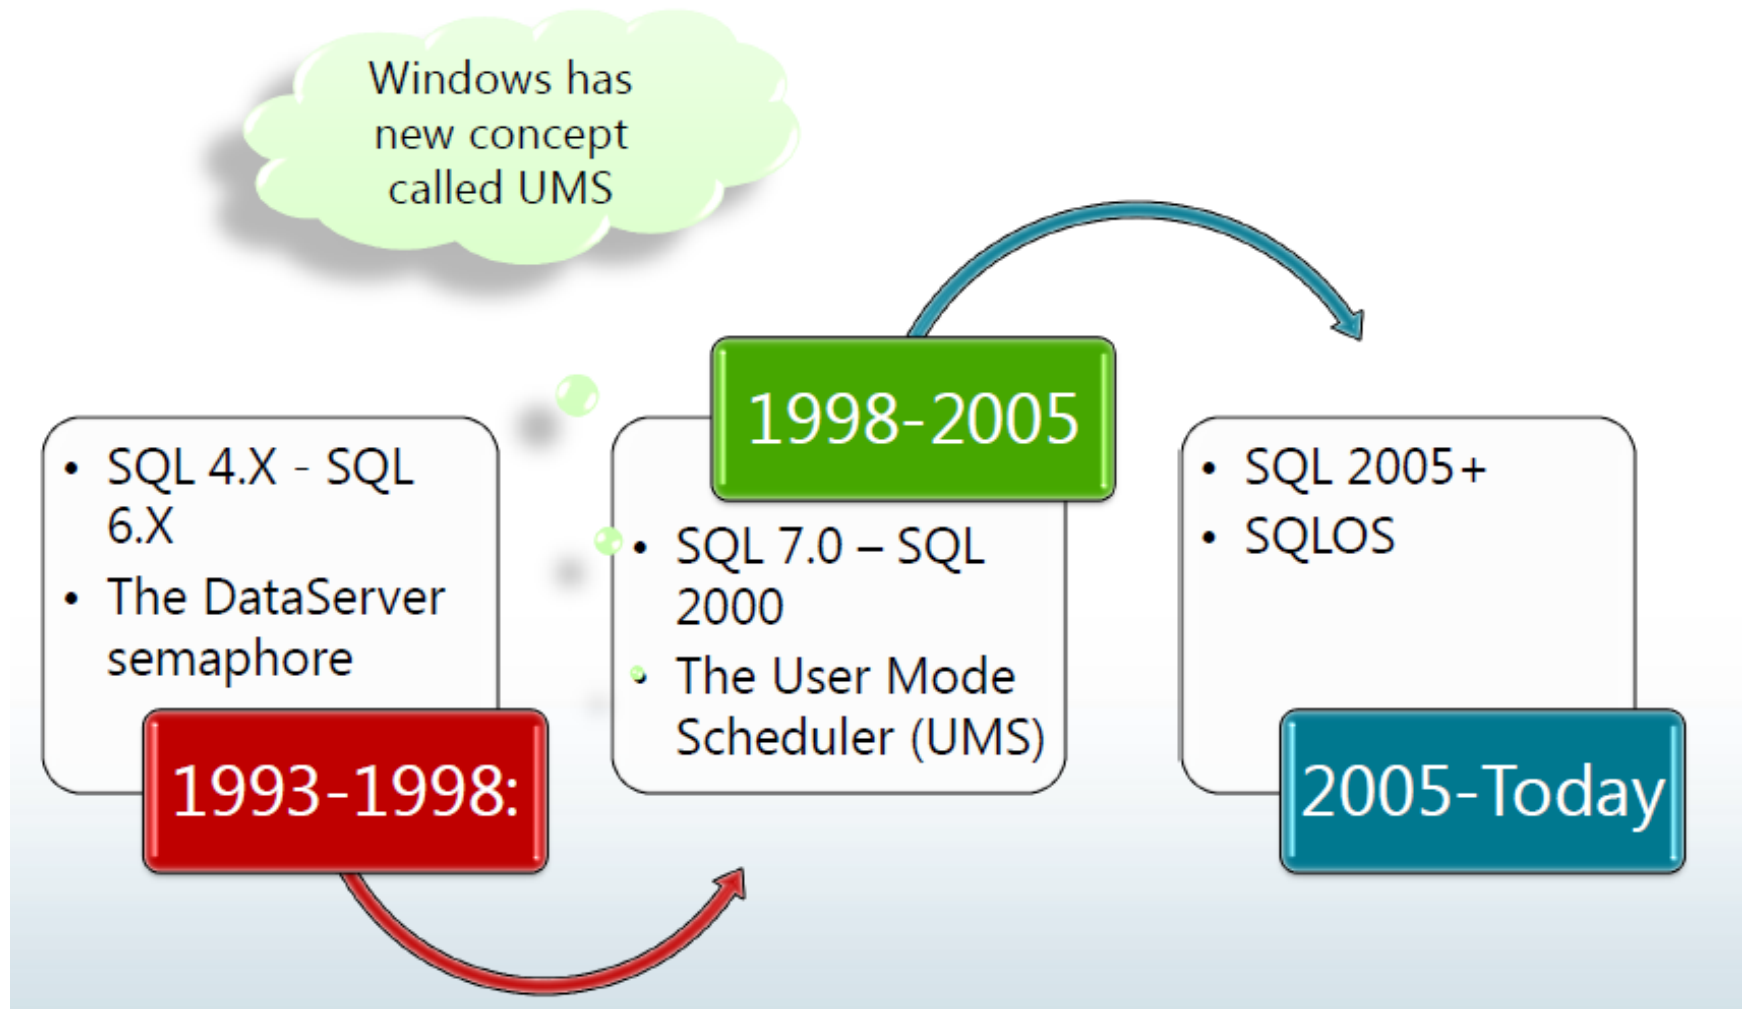 Windows has
new concept
called UMS
• SQL 4.X - SQL
6.X
• The DataServer
semaphore
1993-1998:
1998-2005
• SQL 7.0 – SQL
2000
• The User Mode
Scheduler (UMS)
• SQL 2005+
• SQLOS
2005-Today